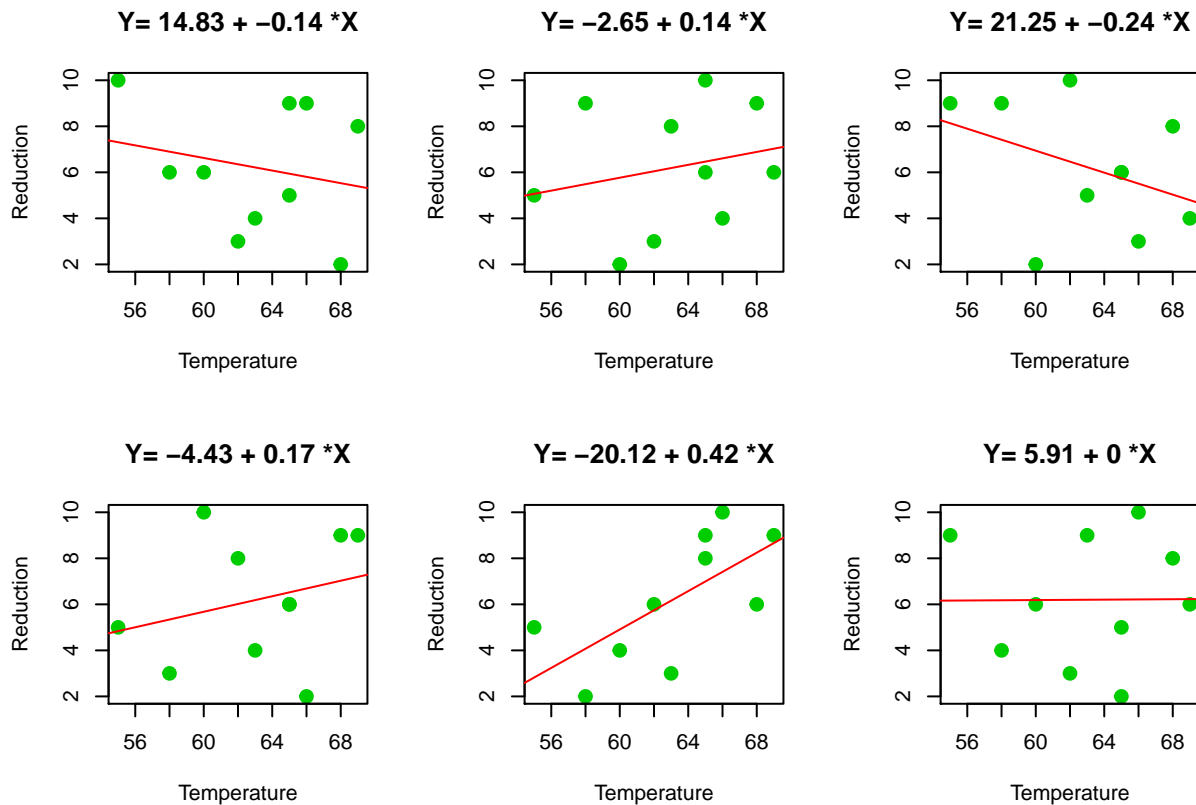 Y= 14.83 + −0.14 *X
10
8
6
4
2
Reduction
56 60 64 68
Temperature
Y= −2.65 + 0.14 *X
10
8
6
4
2
Reduction
56 60 64 68
Temperature
Y= 21.25 + −0.24 *X
10
8
6
4
2
Reduction
56 60 64 68
Temperature
Y= −4.43 + 0.17 *X
10
8
6
4
2
Reduction
56 60 64 68
Temperature
Y= −20.12 + 0.42 *X
10
8
6
4
2
Reduction
56 60 64 68
Temperature
Y= 5.91 + 0 *X
10
8
6
4
2
Reduction
56 60 64 68
Temperature